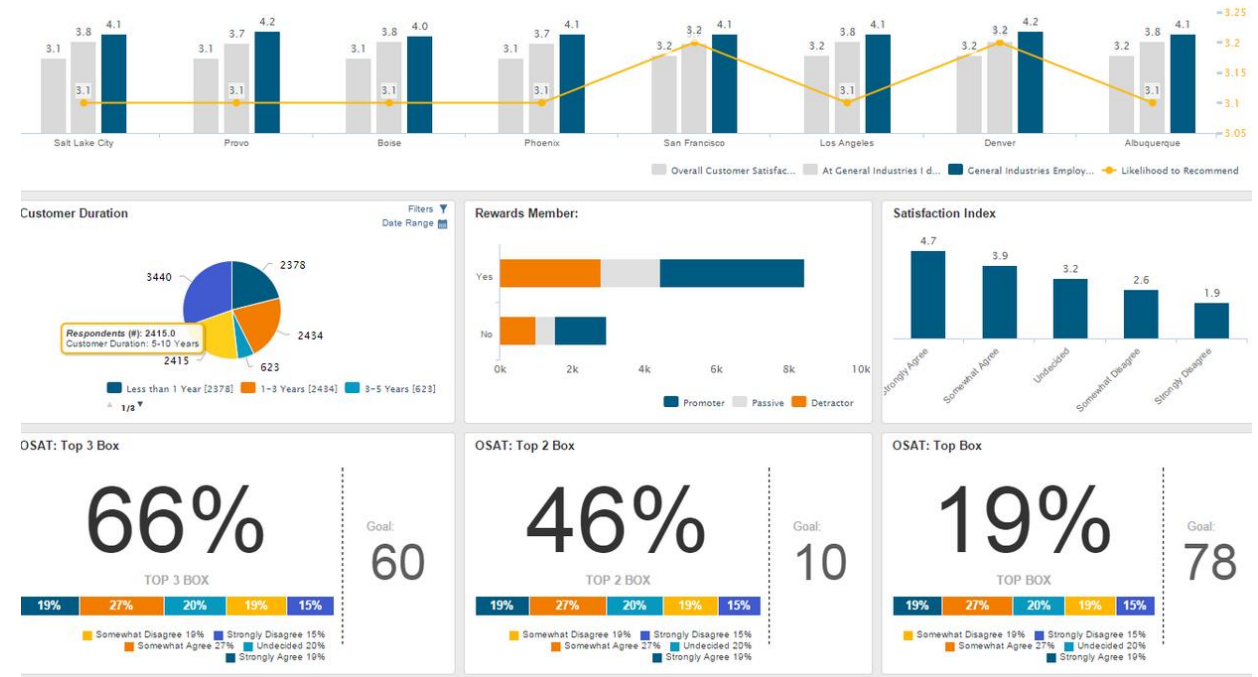 4.1 4.2 4.0 4.1 3.2 4.1 4.1 3.2 4.2 4.1 3.25
3.1 3.8 3.1 3.7 3.1 3.8 3.1 3.7 3.2 3.2 3.8 3.2 3.2 3.8 3.2
3.15
3.1 3.1 3.1 3.1 3.1 3.1 3.1
3.05
Salt Lake City Provo Boise Phoenix San Francisco Los Angeles Denver Albuquerque
Overall Customer Satisfac... At General Industries I d... General Industries Employ... Likelihood to Recommend
Customer Duration
Filters
Date Range
2378
3440
Respondents (#): 2415.0
Customer Duration: 5-10 Years
2434
2415
623
Less than 1 Year [2378] 1-3 Years [2434] 3-5 Years [623]
1/3
Rewards Member:
Yes
No
0k 2k 4k 6k 8k 10k
Promoter Passive Detractor
Satisfaction Index
4.7
3.9
3.2
2.6
1.9
Strongly Agree Somewhat Agree Undecided Somewhat Disagree Strongly Disagree
OSAT: Top 3 Box
66%
Goal:
60
TOP 3 BOX
19% 27% 20% 19% 15%
Somewhat Disagree 19% Strongly Disagree 15%
Somewhat Agree 27% Undecided 20%
Strongly Agree 19%
OSAT: Top 2 Box
46%
Goal:
10
TOP 2 BOX
19% 27% 20% 19% 15%
Somewhat Disagree 19% Strongly Disagree 15%
Somewhat Agree 27% Undecided 20%
Strongly Agree 19%
OSAT: Top Box
19%
Goal:
78
TOP BOX
19% 27% 20% 19% 15%
Somewhat Disagree 19% Strongly Disagree 15%
Somewhat Agree 27% Undecided 20%
Strongly Agree 19%